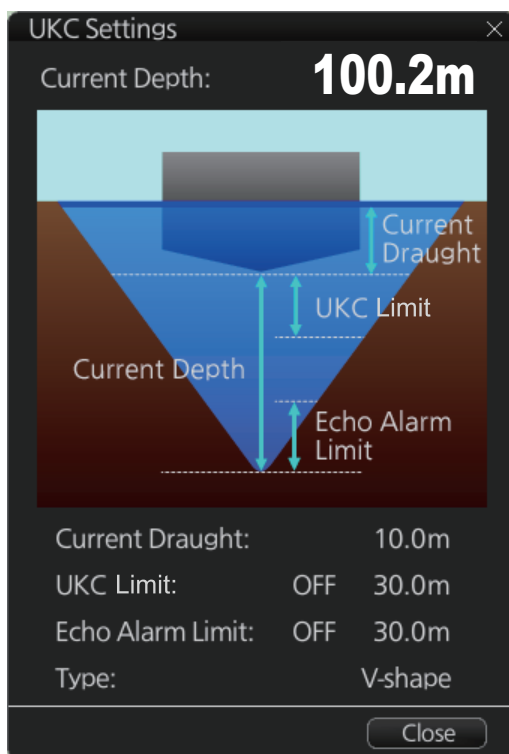 UKC Settings
Current Depth: 100.2m
Current
Draught
UKC Limit
Current Depth
Echo Alarm
Limit
Current Draught: 10.0m
UKC Limit: OFF 30.0m
Echo Alarm Limit: OFF 30.0m
Type: V-shape
Close